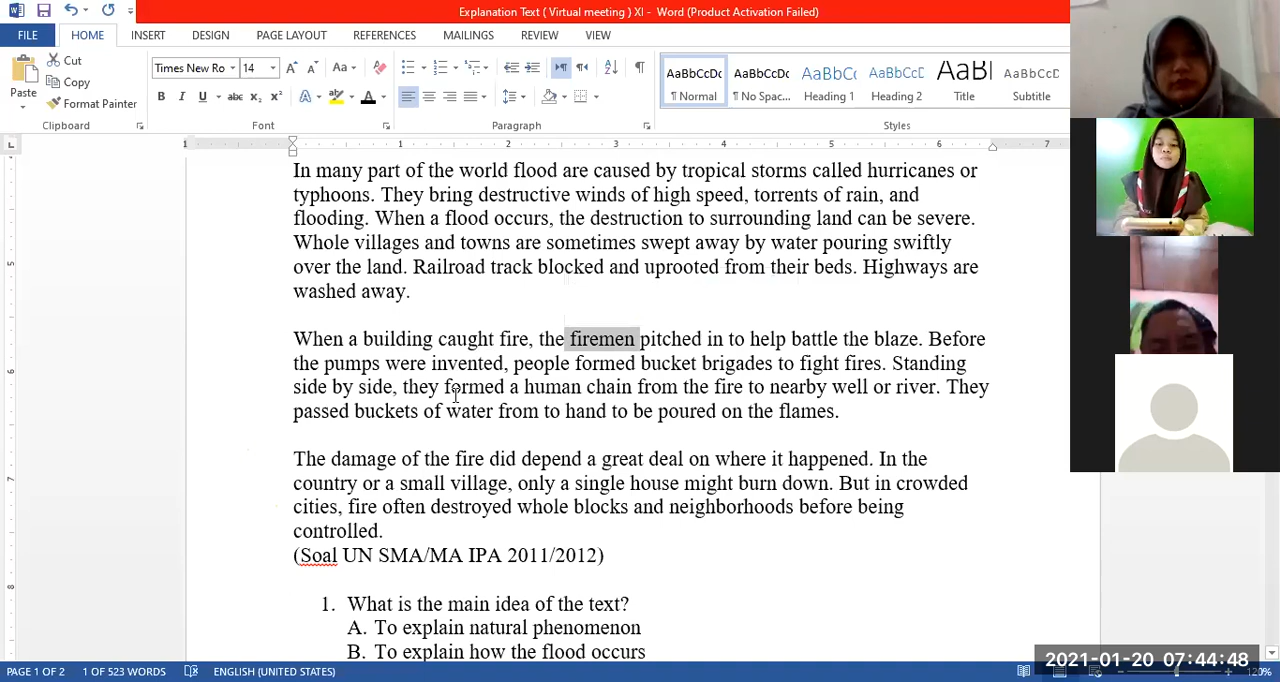 Explanation Text ( Virtual meeting ) XI - Word (Product Activation Failed)
FILE HOME INSERT DESIGN PAGE LAYOUT REFERENCES MAILINGS REVIEW VIEW
Paste
Cut
Copy
Format Painter
Clipboard
Times New Ro 14
Font
Paragraph
AaBbCcDc AaBbCcDc AaBbCc AaBbCcD AaBl AaBbCcD
¶ Normal ¶ No Spac... Heading 1 Heading 2 Title Subtitle
Styles
1 1 2 3 4 5 6 7
In many part of the world flood are caused by tropical storms called hurricanes or
typhoons. They bring destructive winds of high speed, torrents of rain, and
flooding. When a flood occurs, the destruction to surrounding land can be severe.
Whole villages and towns are sometimes swept away by water pouring swiftly
over the land. Railroad track blocked and uprooted from their beds. Highways are
washed away.
When a building caught fire, the firemen pitched in to help battle the blaze. Before
the pumps were invented, people formed bucket brigades to fight fires. Standing
side by side, they formed a human chain from the fire to nearby well or river. They
passed buckets of water from to hand to be poured on the flames.
The damage of the fire did depend a great deal on where it happened. In the
country or a small village, only a single house might burn down. But in crowded
cities, fire often destroyed whole blocks and neighborhoods before being
controlled.
(Soal UN SMA/MA IPA 2011/2012)
1. What is the main idea of the text?
A. To explain natural phenomenon
B. To explain how the flood occurs
PAGE 1 OF 2 1 OF 523 WORDS ENGLISH (UNITED STATES)
2021-01-20 07:44:48
120%